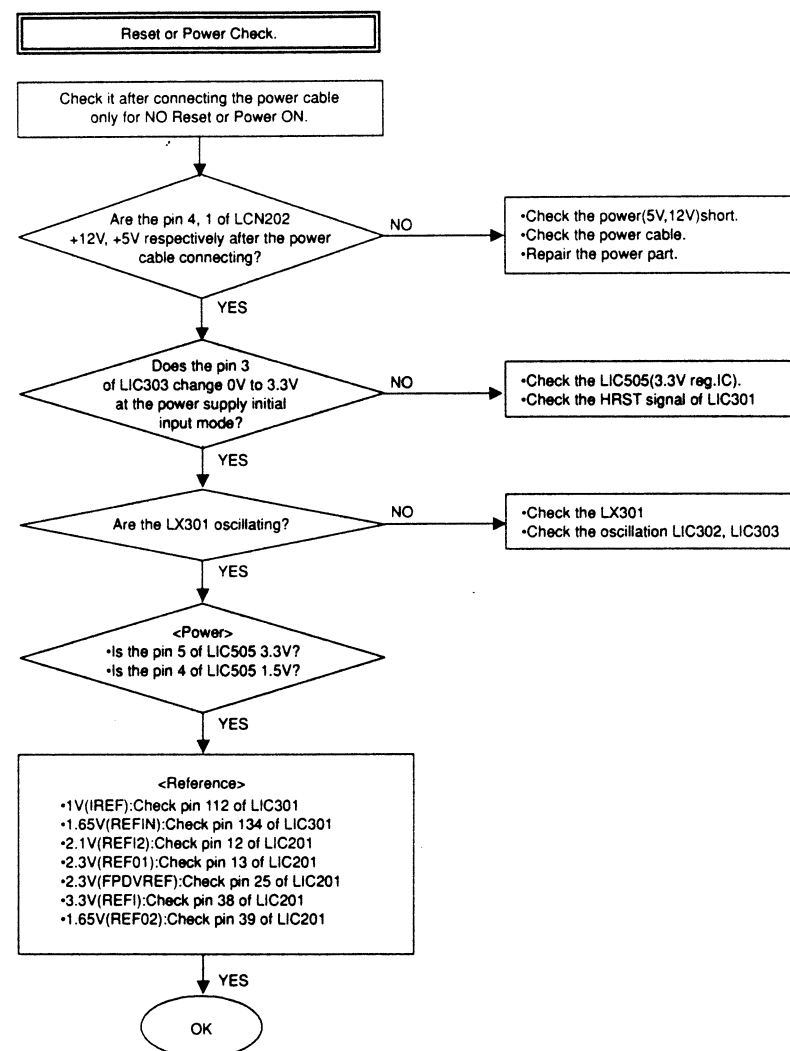 Reset or Power Check.
Check it after connecting the power cable
only for NO Reset or Power ON.
Are the pin 4, 1 of LCN202
+12V, +5V respectively after the power
cable connecting?
NO
•Check the power(5V,12V)short.
•Check the power cable.
•Repair the power part.
YES
Does the pin 3
of LIC303 change 0V to 3.3V
at the power supply initial
input mode?
NO
•Check the LIC505(3.3V reg.IC).
•Check the HRST signal of LIC301
YES
Are the LX301 oscillating?
NO
•Check the LX301
•Check the oscillation LIC302, LIC303
YES
<Power>
•Is the pin 5 of LIC505 3.3V?
•Is the pin 4 of LIC505 1.5V?
YES
<Reference>
•1V(IREF):Check pin 112 of LIC301
•1.65V(REFIN):Check pin 134 of LIC301
•2.1V(REFI2):Check pin 12 of LIC201
•2.3V(REF01):Check pin 13 of LIC201
•2.3V(FPDVREF):Check pin 25 of LIC201
•3.3V(REFI):Check pin 38 of LIC201
•1.65V(REF02):Check pin 39 of LIC201
YES
OK